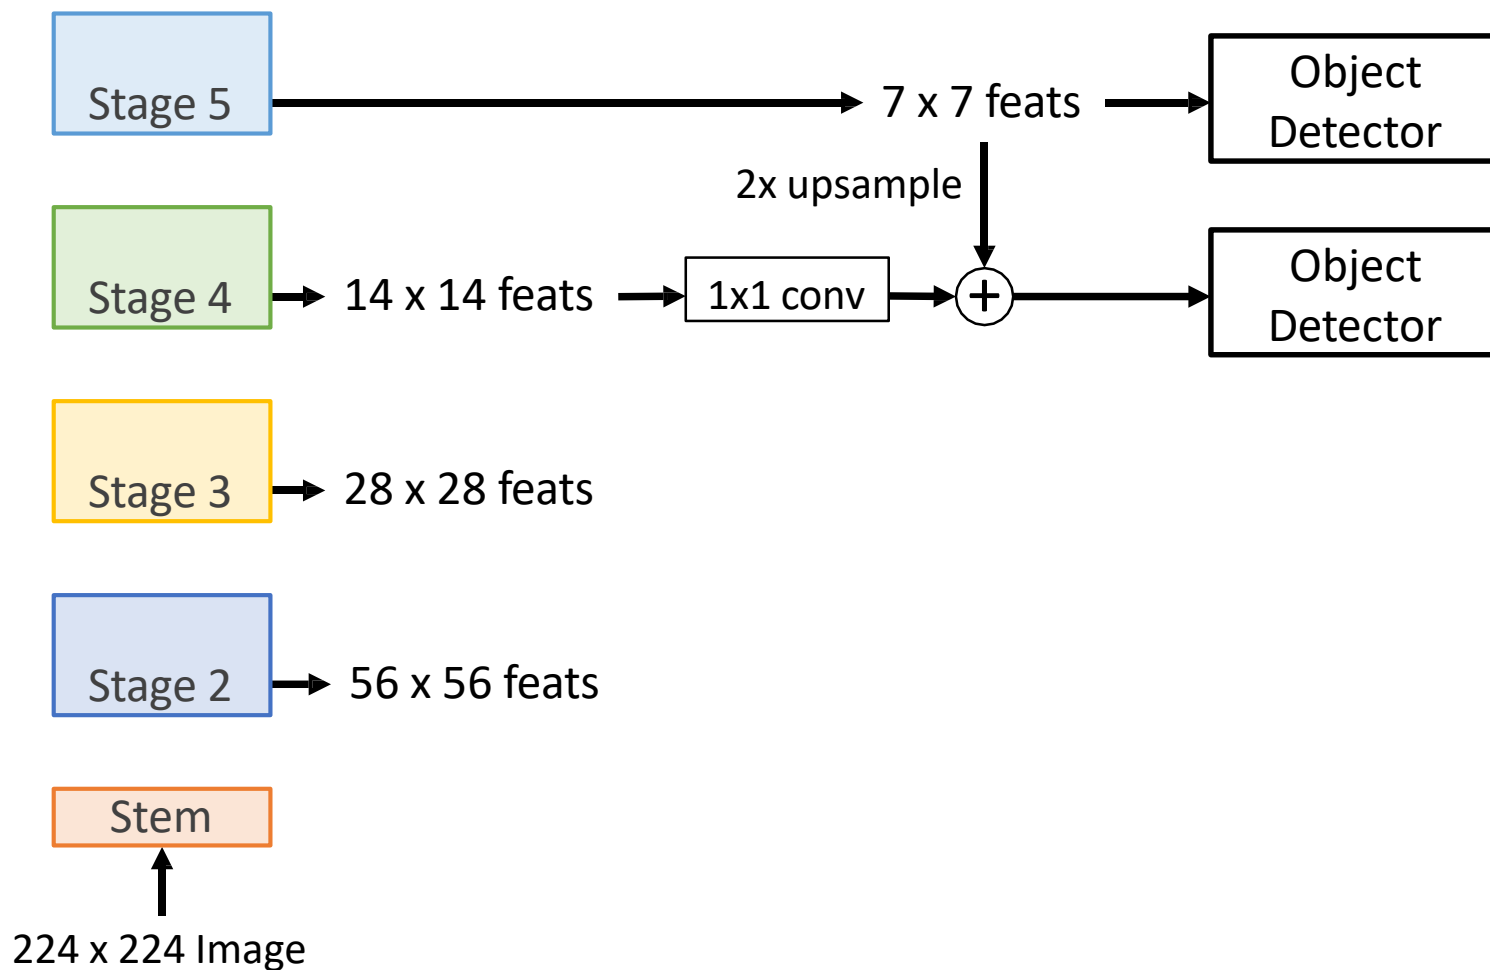 Stage 5
7 x 7 feats
Object
Detector
2x upsample
Stage 4
14 x 14 feats
1x1 conv
+
Object
Detector
Stage 3
28 x 28 feats
Stage 2
56 x 56 feats
Stem
224 x 224 Image